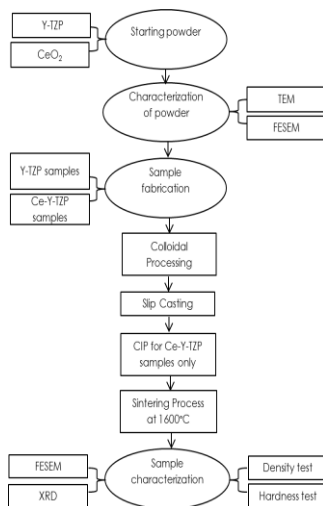 Y-TZP
CeO₂
Starting powder
Characterization
of powder
TEM
FESEM
Y-TZP samples
Ce-Y-TZP
samples
Sample
fabrication
Colloidal
Processing
Slip Casting
CIP for Ce-Y-TZP
samples only
Sintering Process
at 1600°C
FESEM
XRD
Sample
characterization
Density test
Hardness test